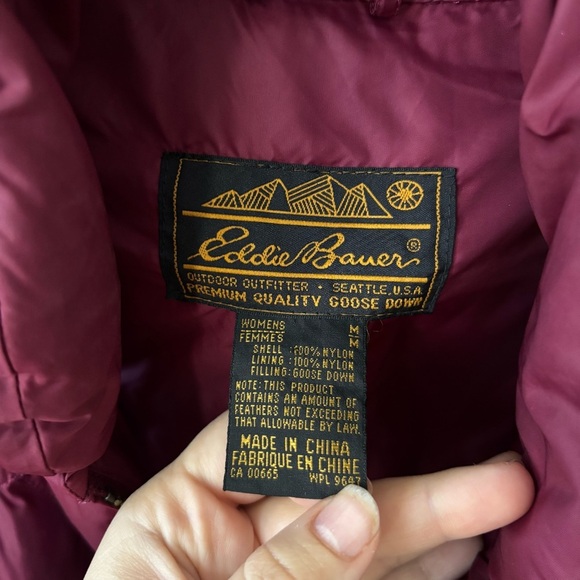 Eddie Bauer ®
OUTDOOR OUTFITTER • SEATTLE, U.S.A.
PREMIUM QUALITY GOOSE DOWN
WOMENS M
FEMMES M
SHELL :100% NYLON
LINING :100% NYLON
FILLING:GOOSE DOWN
NOTE: THIS PRODUCT
CONTAINS AN AMOUNT OF
FEATHERS NOT EXCEEDING
THAT ALLOWABLE BY LAW.
MADE IN CHINA
FABRIQUE EN CHINE
CA 00665 WPL 9647